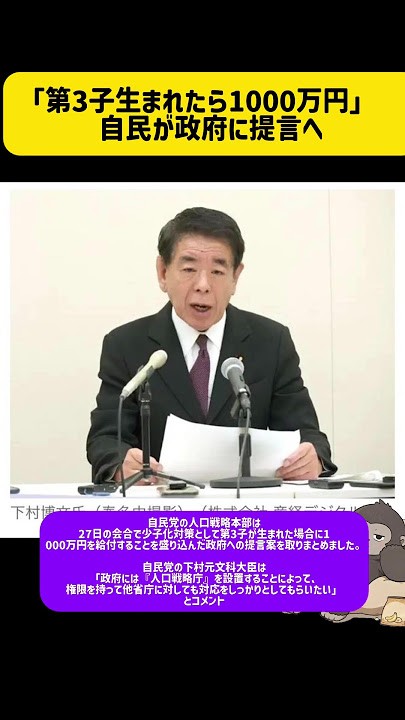 「第3子生まれたら1000万円」
自民が政府に提言へ
下村博文氏
自民党の人口戦略本部は
27日の会合で少子化対策として第3子が生まれた場合に1
000万円を給付することを盛り込んだ政府への提言案を取りまとめました。
自民党の下村元文科大臣は
「政府には『人口戦略庁』を設置することによって、
権限を持って他省庁に対しても対応をしっかりとしてもらいたい」
とコメント